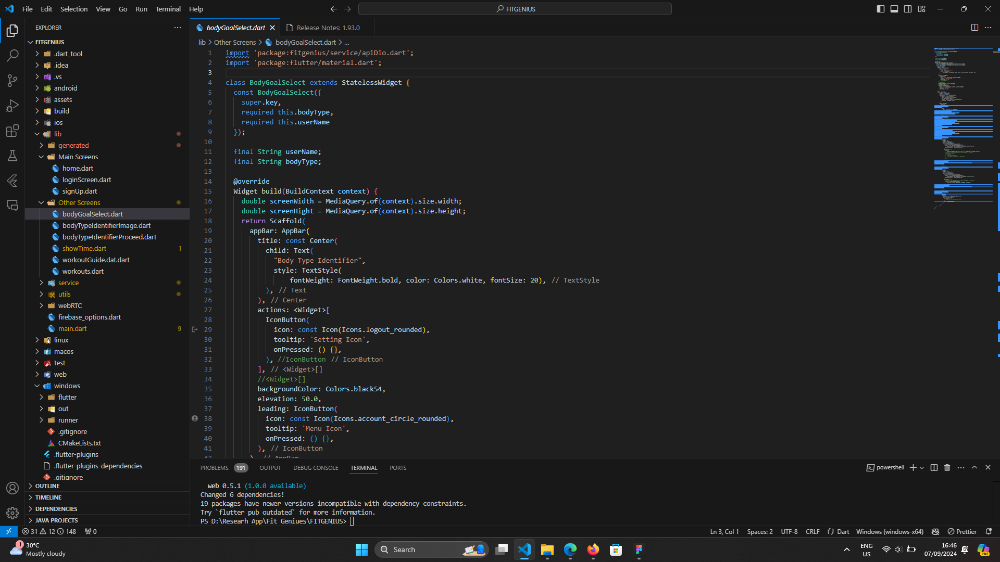 File Edit Selection View Go Run Terminal Help
FITGENIUS
EXPLORER
FITGENIUS
.dart_tool
.idea
.vs
android
assets
build
ios
lib
generated
Main Screens
home.dart
loginScreen.dart
signUp.dart
Other Screens
bodyGoalSelect.dart
bodyTypeIdentifierImage.dart
bodyTypeIdentifierProceed.dart
showTime.dart 1
workoutGuide.dat.dart
workouts.dart
service
utils
webRTC
firebase_options.dart
main.dart 9
linux
macos
test
web
windows
flutter
out
runner
.gitignore
CMakeLists.txt
.flutter-plugins
.flutter-plugins-dependencies
.gitignore
OUTLINE
TIMELINE
DEPENDENCIES
JAVA PROJECTS
bodyGoalSelect.dart Release Notes: 1.93.0
lib > Other Screens > bodyGoalSelect.dart > ...
1 import 'package:fitgenius/service/apiDio.dart';
2 import 'package:flutter/material.dart';
3
4 class BodyGoalSelect extends StatelessWidget {
5 const BodyGoalSelect({
6 super.key,
7 required this.bodyType,
8 required this.userName
9 });
10
11 final String userName;
12 final String bodyType;
13
14 @override
15 Widget build(BuildContext context) {
16 double screenWidth = MediaQuery.of(context).size.width;
17 double screenHight = MediaQuery.of(context).size.height;
18 return Scaffold(
19 appBar: AppBar(
20 title: const Center(
21 child: Text(
22 "Body Type Identifier",
23 style: TextStyle(
24 fontWeight: FontWeight.bold, color: Colors.white, fontSize: 20), // TextStyle
25 ), // Text
26 ), // Center
27 actions: <Widget>[
28 IconButton(
29 icon: const Icon(Icons.logout_rounded),
30 tooltip: 'Setting Icon',
31 onPressed: () {},
32 ), //IconButton // IconButton
33 ], // <Widget>[]
34 //<Widget>[]
35 backgroundColor: Colors.black54,
36 elevation: 50.0,
37 leading: IconButton(
38 icon: const Icon(Icons.account_circle_rounded),
39 tooltip: 'Menu Icon',
40 onPressed: () {},
41 ), // IconButton
42 ), // AppBar
PROBLEMS 191 OUTPUT DEBUG CONSOLE TERMINAL PORTS powershell
web 0.5.1 (1.0.0 available)
Changed 6 dependencies!
19 packages have newer versions incompatible with dependency constraints.
Try `flutter pub outdated` for more information.
PS D:\Researh App\Fit Geniues\FITGENIUS>
31 12 148 0 Ln 3, Col 1 Spaces: 2 UTF-8 CRLF {} Dart Windows (windows-x64) Prettier
1 30°C
Mostly cloudy
Search
ENG
US
16:46
07/09/2024
PRE